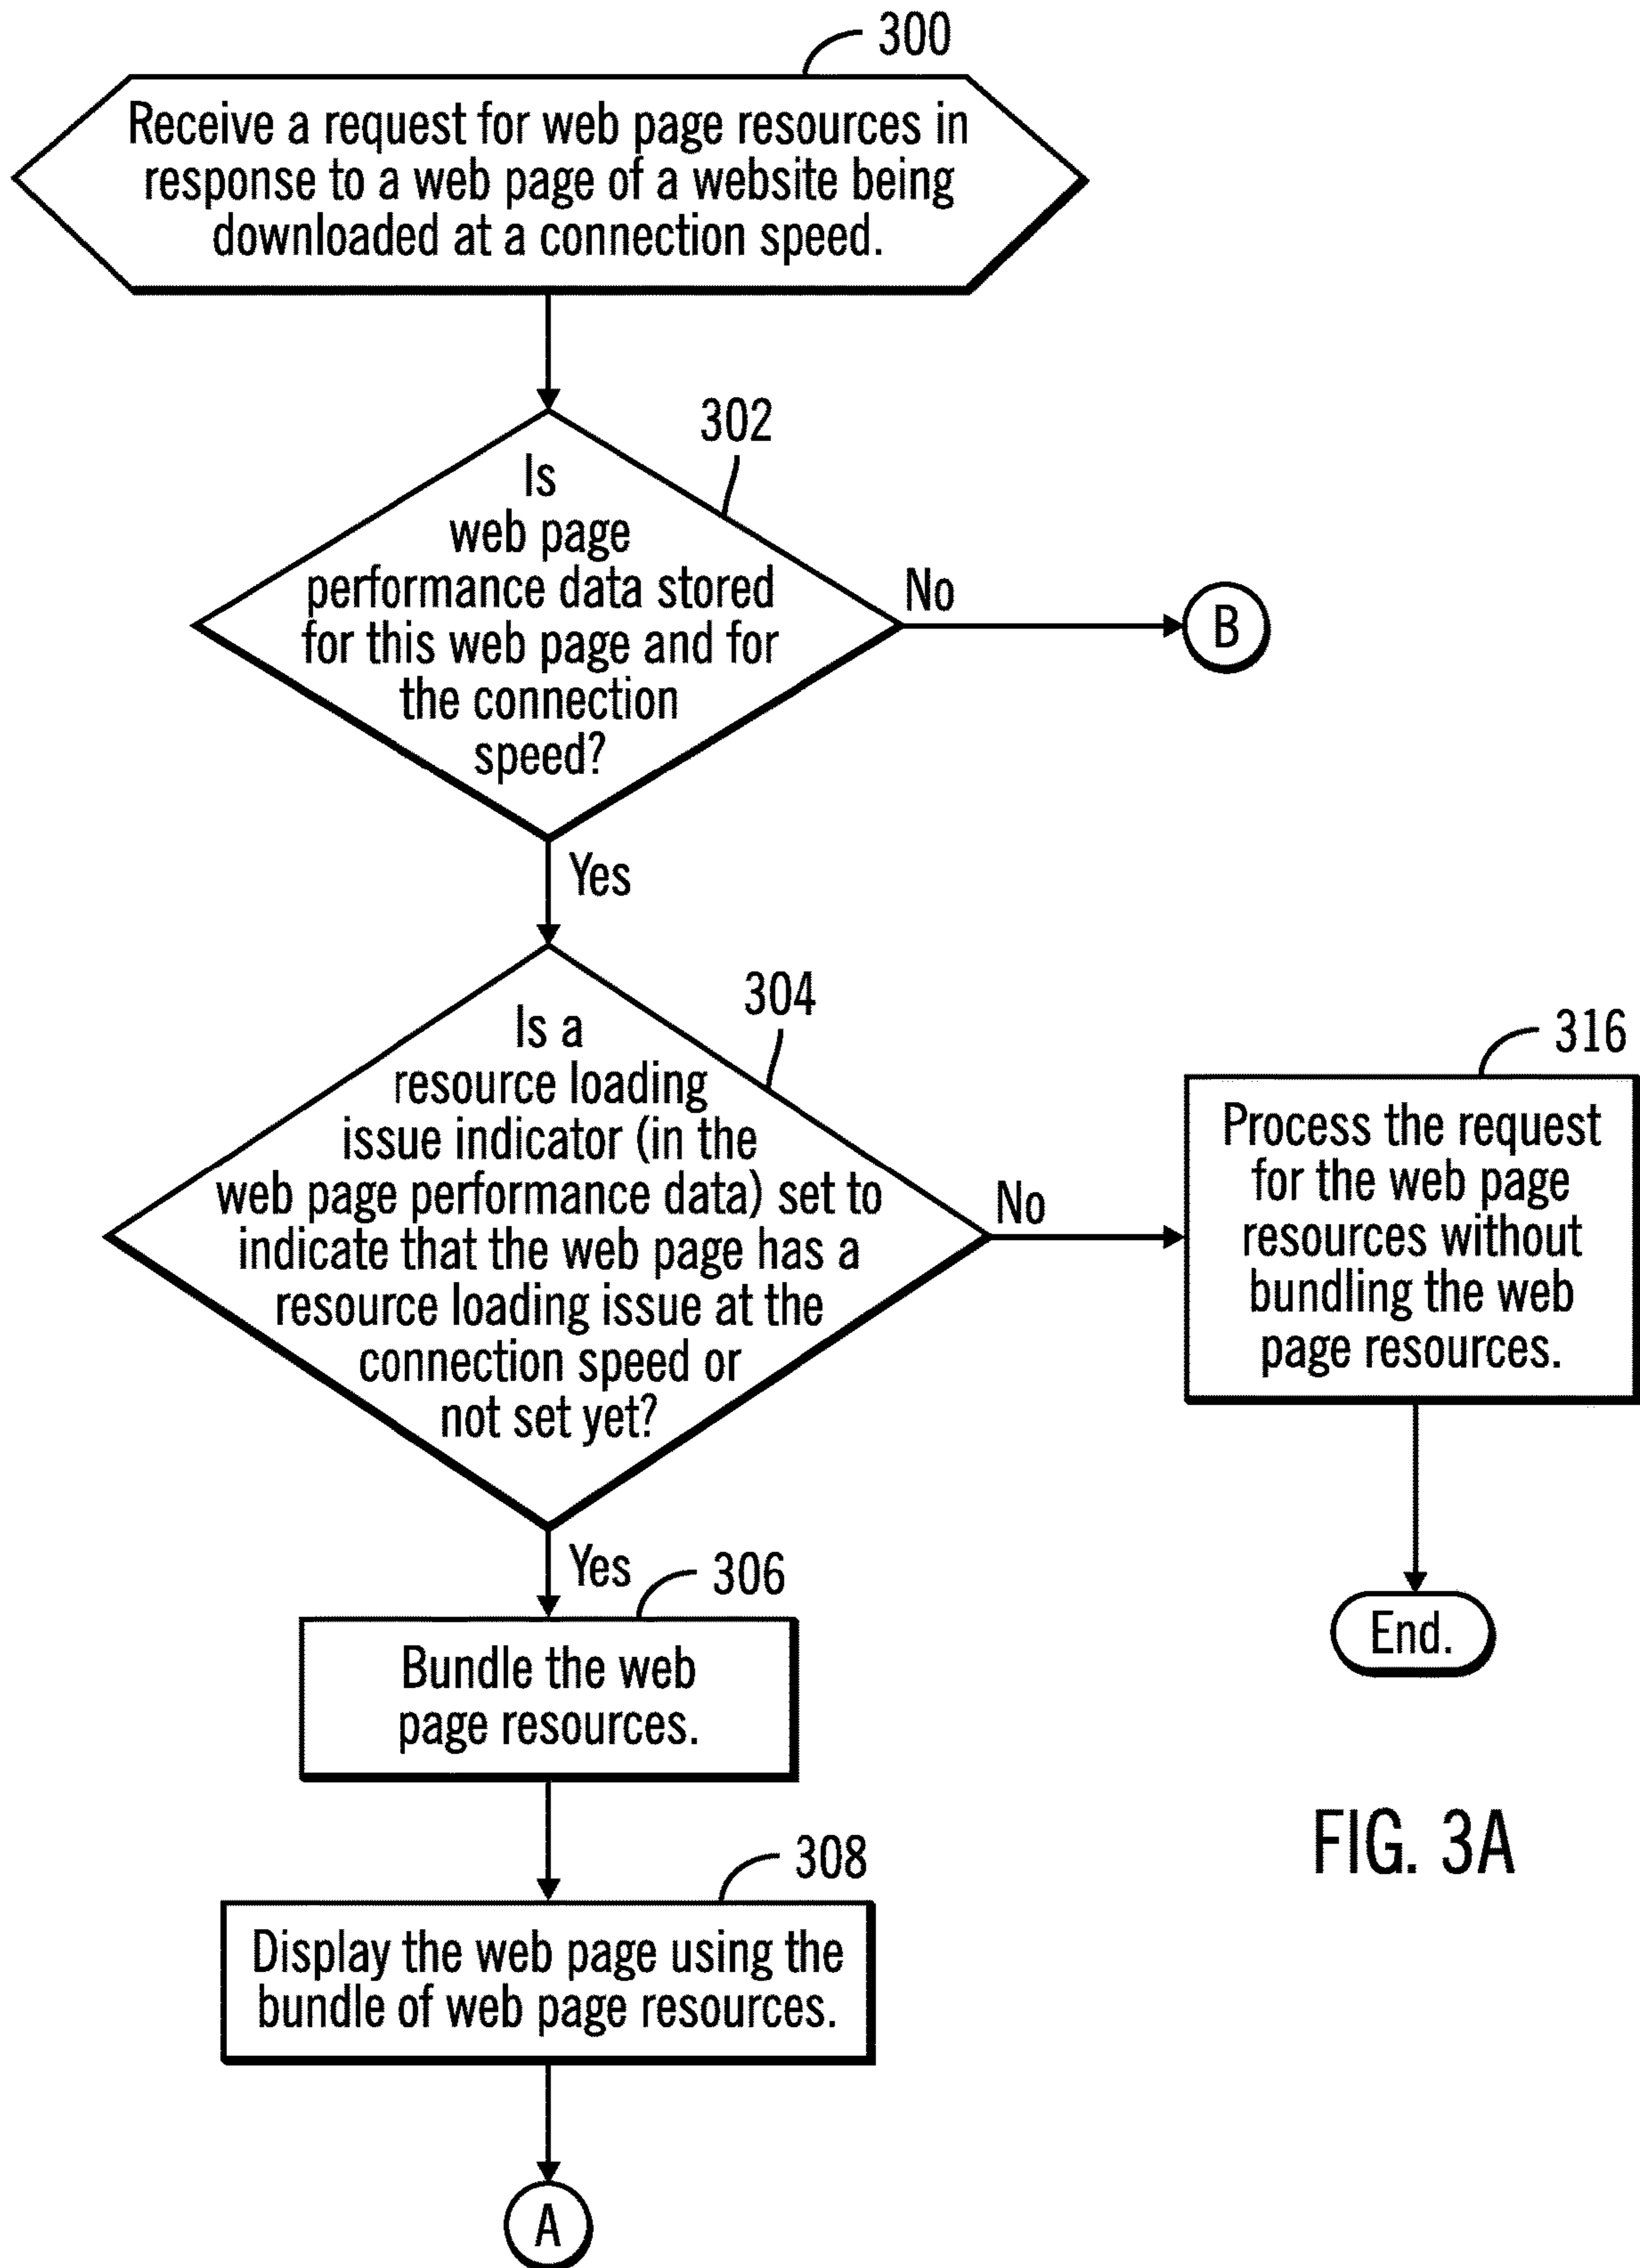 300
Receive a request for web page resources in
response to a web page of a website being
downloaded at a connection speed.
302
Is
web page
performance data stored
for this web page and for
the connection
speed?
No
B
Yes
304
Is a
resource loading
issue indicator (in the
web page performance data) set to
indicate that the web page has a
resource loading issue at the
connection speed or
not set yet?
No
316
Process the request
for the web page
resources without
bundling the web
page resources.
End.
Yes
306
Bundle the web
page resources.
308
Display the web page using the
bundle of web page resources.
A
FIG. 3A